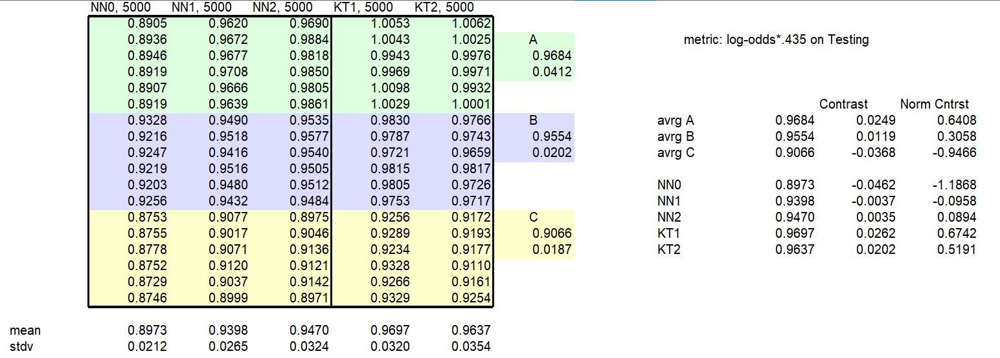 NN0, 5000 NN1, 5000 NN2, 5000 KT1, 5000 KT2, 5000
0.8905 0.9620 0.9690 1.0053 1.0062
0.8936 0.9672 0.9884 1.0043 1.0025 A metric: log-odds*.435 on Testing
0.8946 0.9677 0.9818 0.9943 0.9976 0.9684
0.8919 0.9708 0.9850 0.9969 0.9971 0.0412
0.8907 0.9666 0.9805 1.0098 0.9932
0.8919 0.9639 0.9861 1.0029 1.0001 Contrast Norm Cntrst
0.9328 0.9490 0.9535 0.9830 0.9766 B avrg A 0.9684 0.0249 0.6408
0.9216 0.9518 0.9577 0.9787 0.9743 0.9554 avrg B 0.9554 0.0119 0.3058
0.9247 0.9416 0.9540 0.9721 0.9659 0.0202 avrg C 0.9066 -0.0368 -0.9466
0.9219 0.9516 0.9505 0.9815 0.9817
0.9203 0.9480 0.9512 0.9805 0.9726 NN0 0.8973 -0.0462 -1.1868
0.9256 0.9432 0.9484 0.9753 0.9717 NN1 0.9398 -0.0037 -0.0958
0.8753 0.9077 0.8975 0.9256 0.9172 C NN2 0.9470 0.0035 0.0894
0.8755 0.9017 0.9046 0.9289 0.9193 0.9066 KT1 0.9697 0.0262 0.6742
0.8778 0.9071 0.9136 0.9234 0.9177 0.0187 KT2 0.9637 0.0202 0.5191
0.8752 0.9120 0.9121 0.9328 0.9110
0.8729 0.9037 0.9142 0.9266 0.9161
0.8746 0.8999 0.8971 0.9329 0.9254
mean 0.8973 0.9398 0.9470 0.9697 0.9637
stdv 0.0212 0.0265 0.0324 0.0320 0.0354